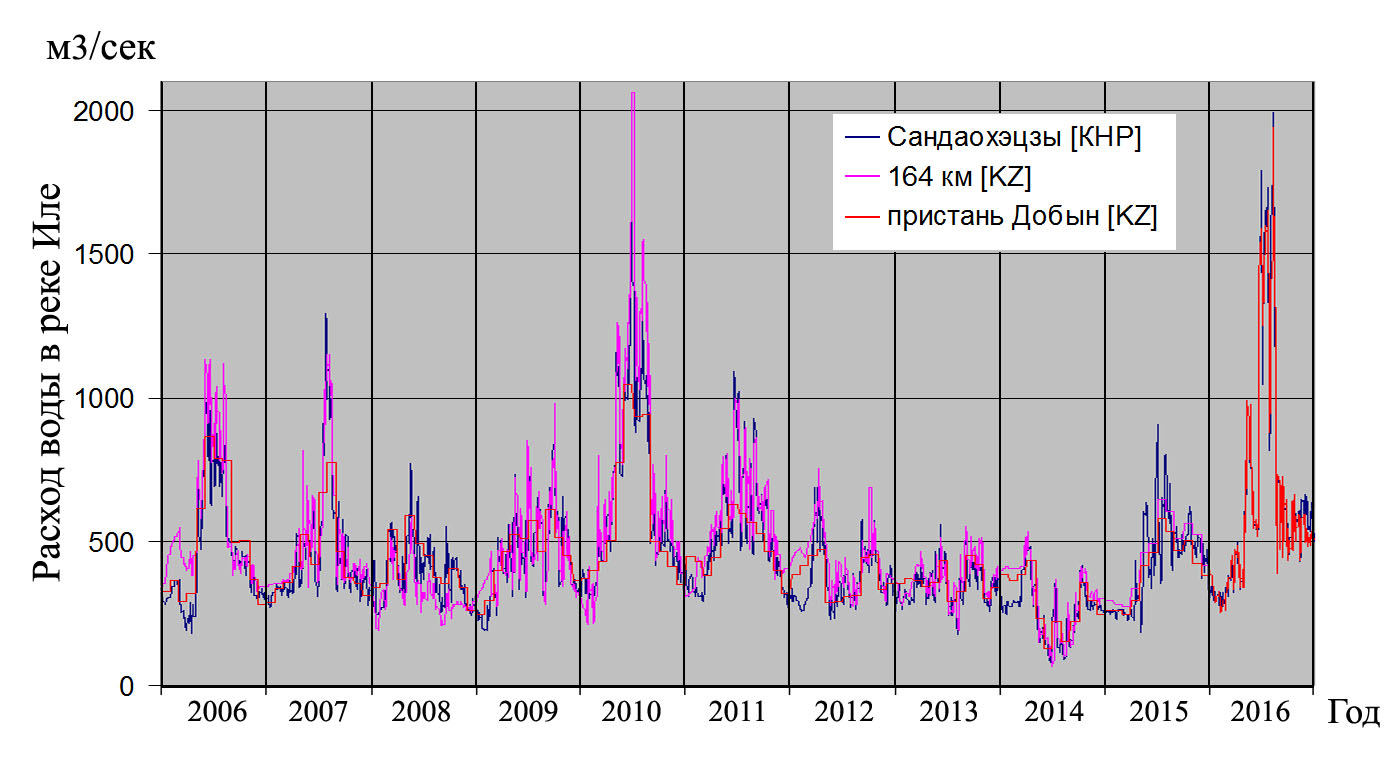 м3/сек
Расход воды в реке Иле
2000
1500
1000
500
0
Сандаохэцзы [КНР]
164 км [KZ]
пристань Добын [KZ]
2006 2007 2008 2009 2010 2011 2012 2013 2014 2015 2016 Год